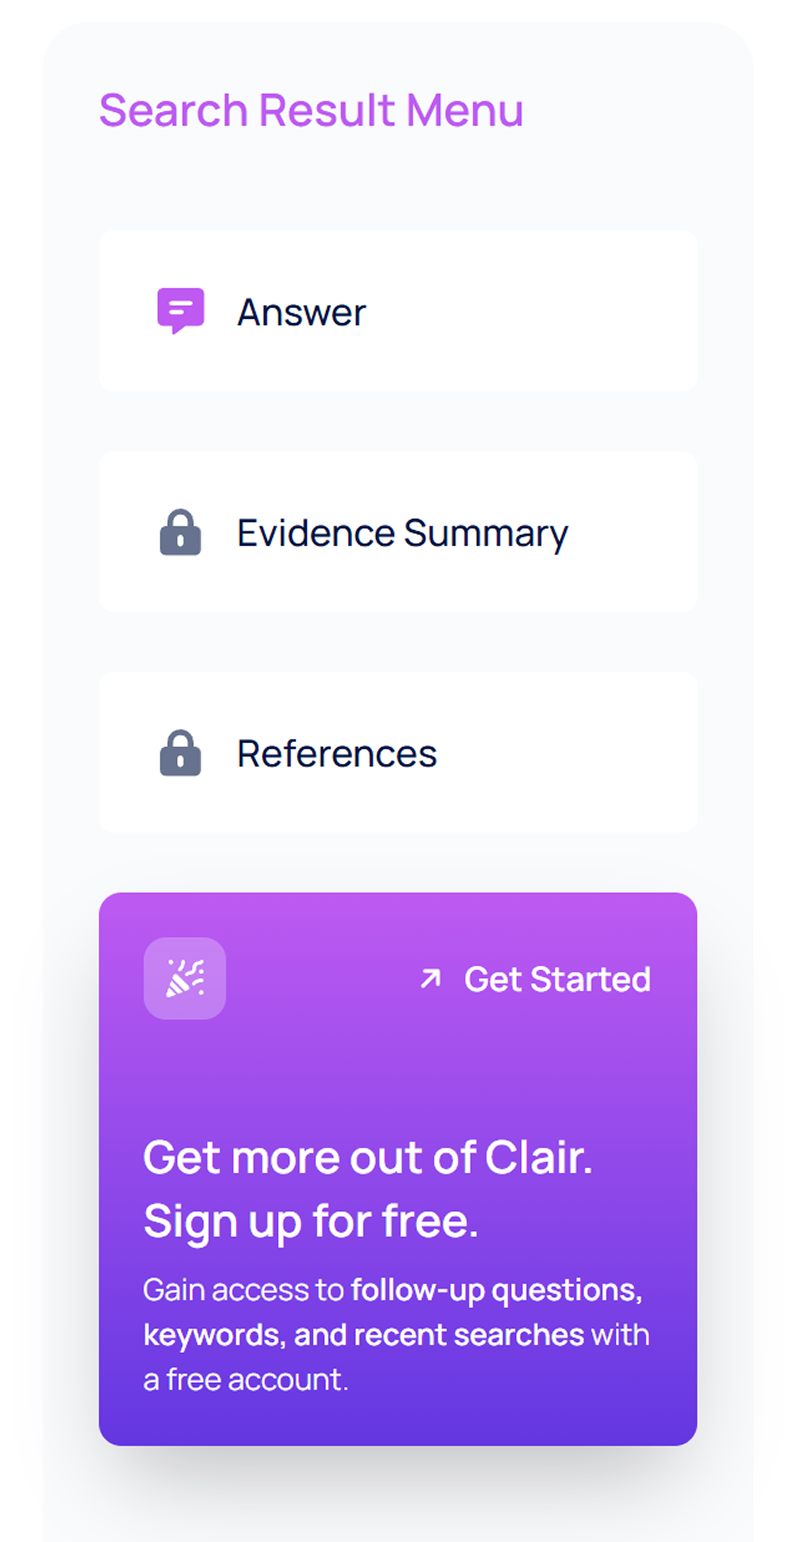 Search Result Menu
Answer
Evidence Summary
References
Get Started
Get more out of Clair.
Sign up for free.
Gain access to follow-up questions,
keywords, and recent searches with
a free account.